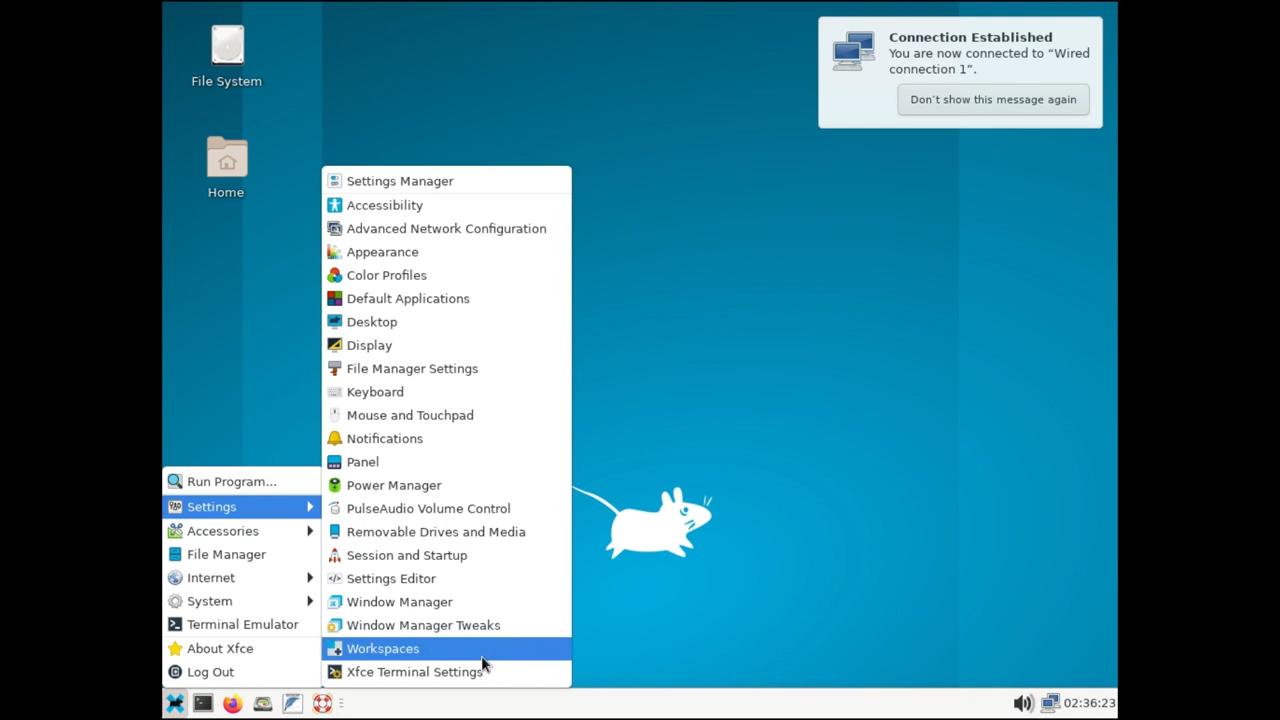 File System
Home
Connection Established
You are now connected to “Wired
connection 1”.
Don’t show this message again
Settings Manager
Accessibility
Advanced Network Configuration
Appearance
Color Profiles
Default Applications
Desktop
Display
File Manager Settings
Keyboard
Mouse and Touchpad
Notifications
Panel
Power Manager
PulseAudio Volume Control
Removable Drives and Media
Session and Startup
Settings Editor
Window Manager
Window Manager Tweaks
Workspaces
Xfce Terminal Settings
Run Program...
Settings
Accessories
File Manager
Internet
System
Terminal Emulator
About Xfce
Log Out
02:36:23